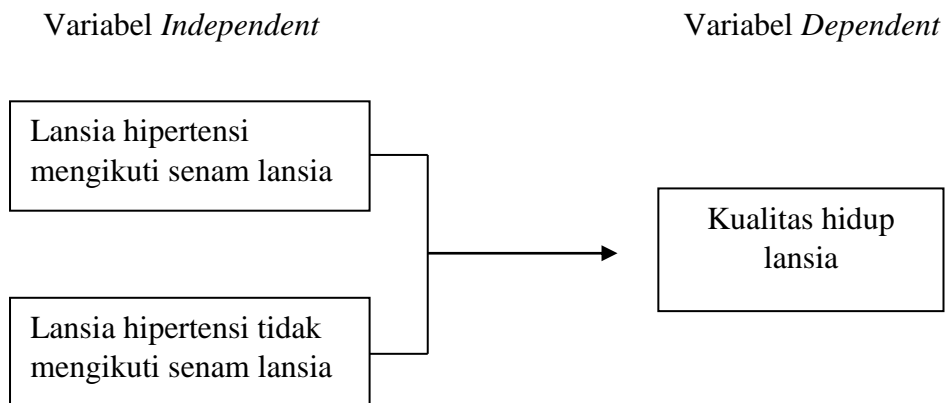 Variabel Independent
Variabel Dependent
Lansia hipertensi
mengikuti senam lansia
Kualitas hidup
lansia
Lansia hipertensi tidak
mengikuti senam lansia